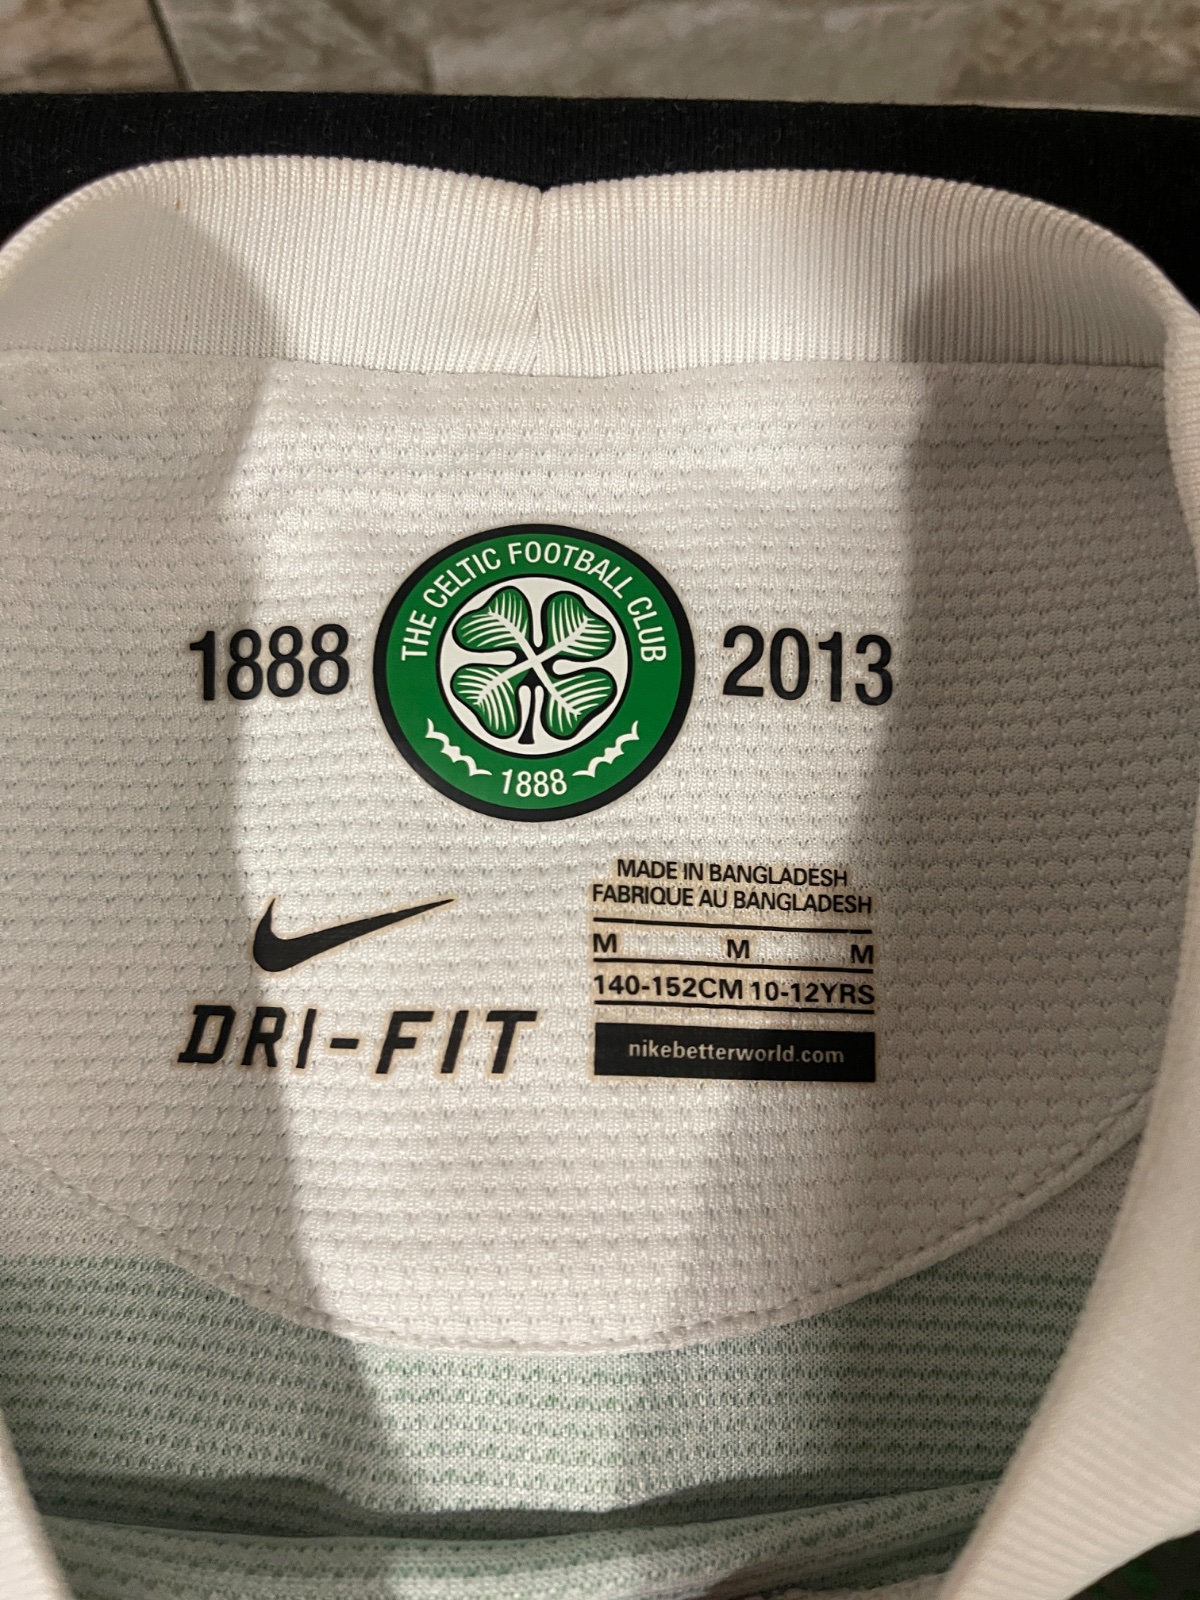 THE CELTIC FOOTBALL CLUB
1888 2013
1888
MADE IN BANGLADESH
FABRIQUE AU BANGLADESH
M M M
140-152CM 10-12YRS
DRI-FIT
nikebetterworld.com